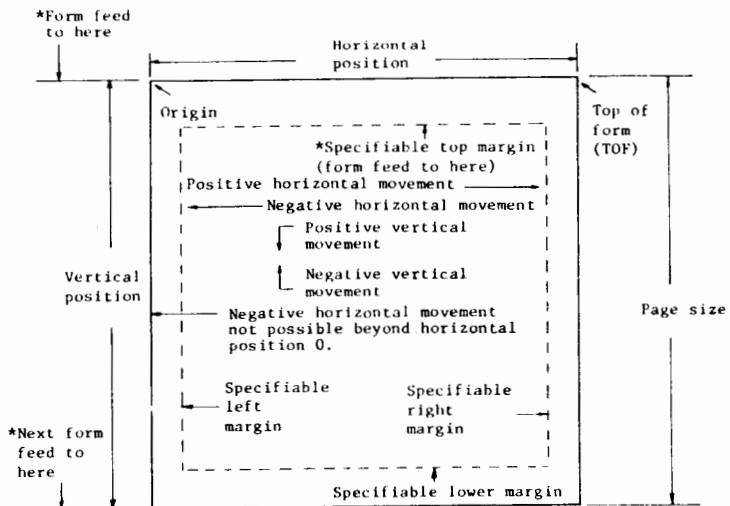 *Form feed
to here
Horizontal
position
Origin
Top of
form
(TOF)
*Specifiable top margin
(form feed to here)
Positive horizontal movement
Negative horizontal movement
Positive vertical
movement
Negative vertical
movement
Vertical
position
Page size
Negative horizontal movement
not possible beyond horizontal
position 0.
Specifiable
left
margin
Specifiable
right
margin
*Next form
feed to
here
Specifiable lower margin